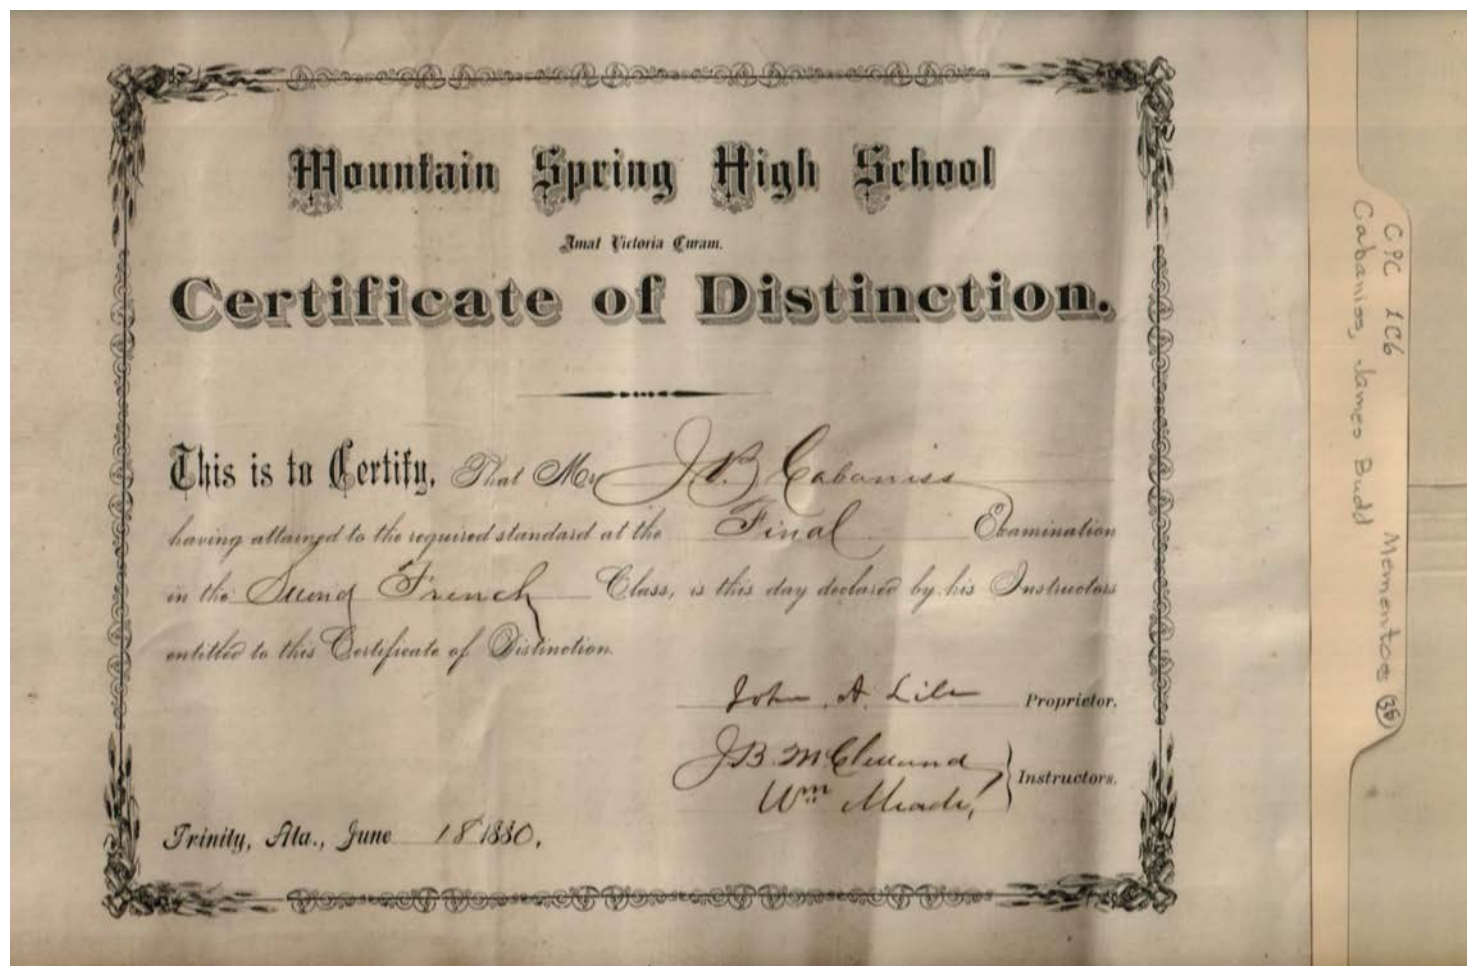 Mountain Spring High School
Amat Victoria Curam.
Certificate of Distinction.
This is to Certify, That Mr J. B. Cabaniss
having attained to the required standard at the Final Examination
in the Second French Class, is this day declared by his Instructors
entitled to this Certificate of Distinction.
John A. Lile Proprietor.
J B McClelland
Wm Meade, Instructors.
Trinity, Ala., June 18 1880.
CPC 1C6 Mementos 38
Cabaniss, James Budd